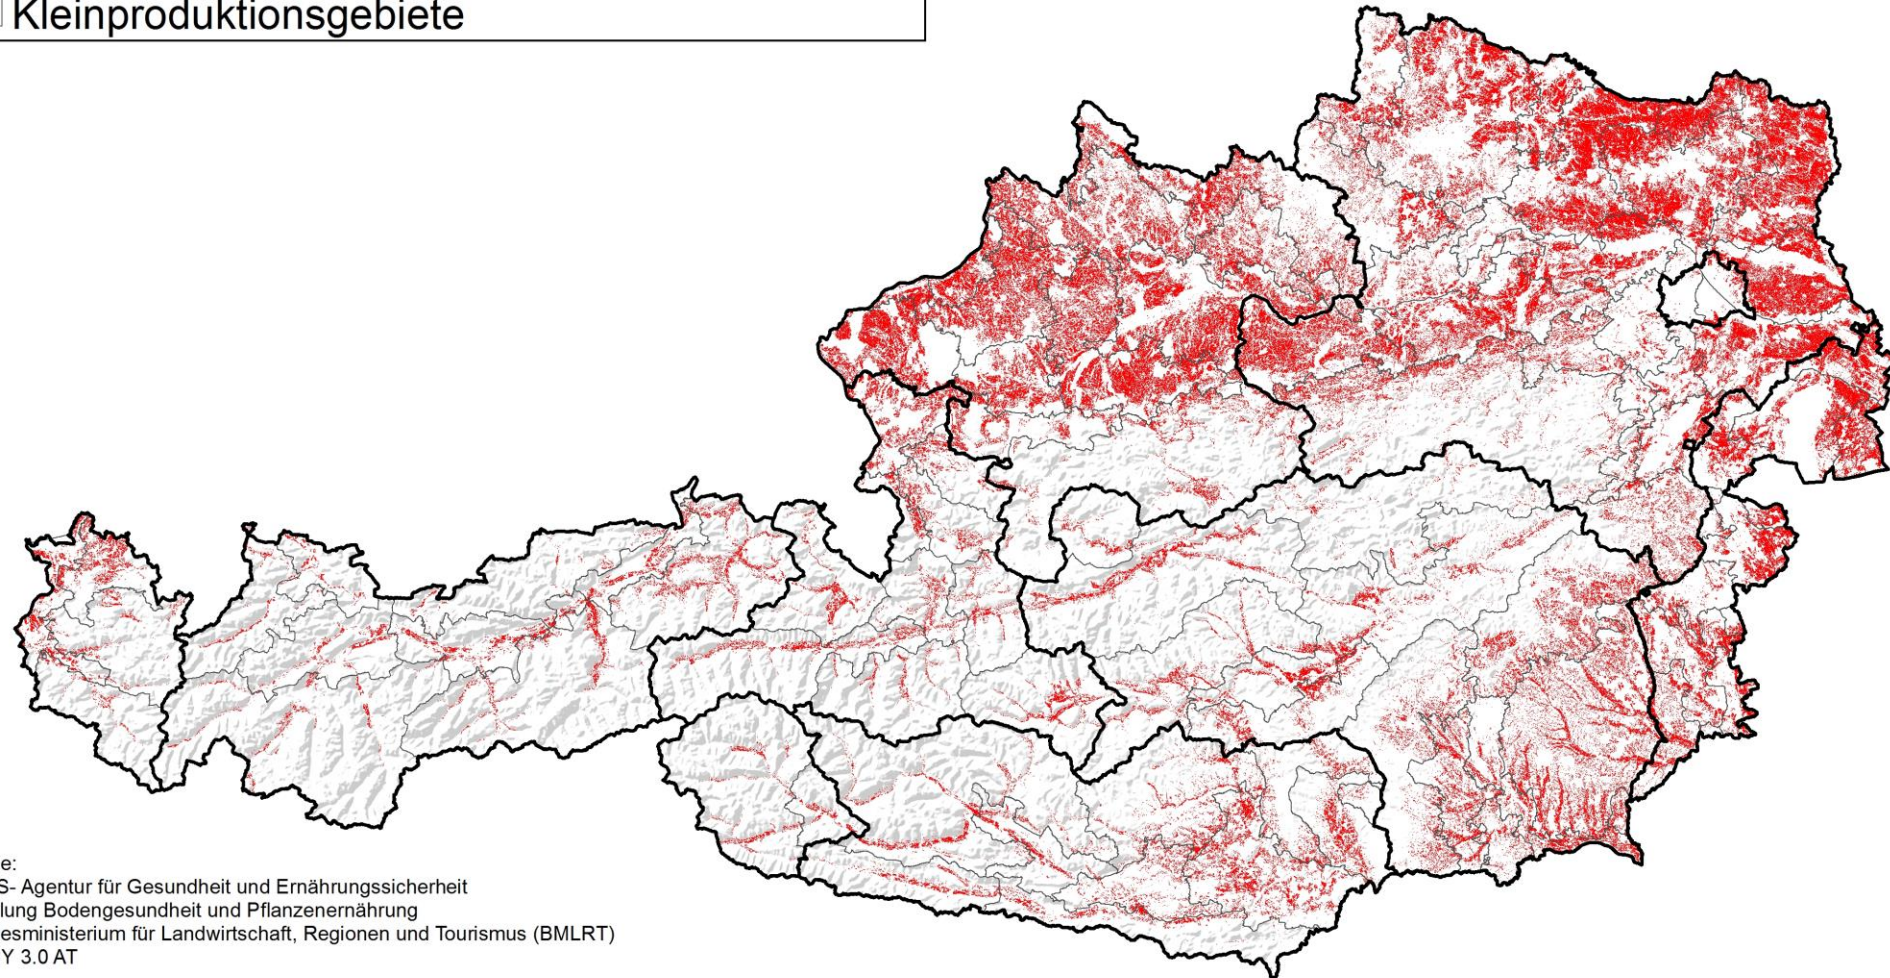 Kleinproduktionsgebiete
e:
S- Agentur für Gesundheit und Ernährungssicherheit
lung Bodengesundheit und Pflanzenernährung
esministerium für Landwirtschaft, Regionen und Tourismus (BMLRT)
Y 3.0 AT